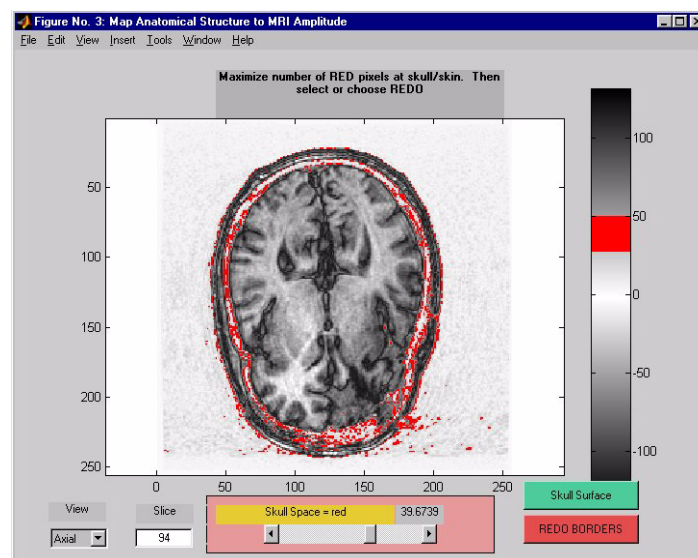 Figure No. 3: Map Anatomical Structure to MRI Amplitude
File Edit View Insert Tools Window Help
Maximize number of RED pixels at skull/skin. Then
select or choose REDO
50
100
150
200
250
0 50 100 150 200 250
100
50
0
-50
-100
View
Axial
Slice
94
Skull Space = red 39.6739
Skull Surface
REDO BORDERS